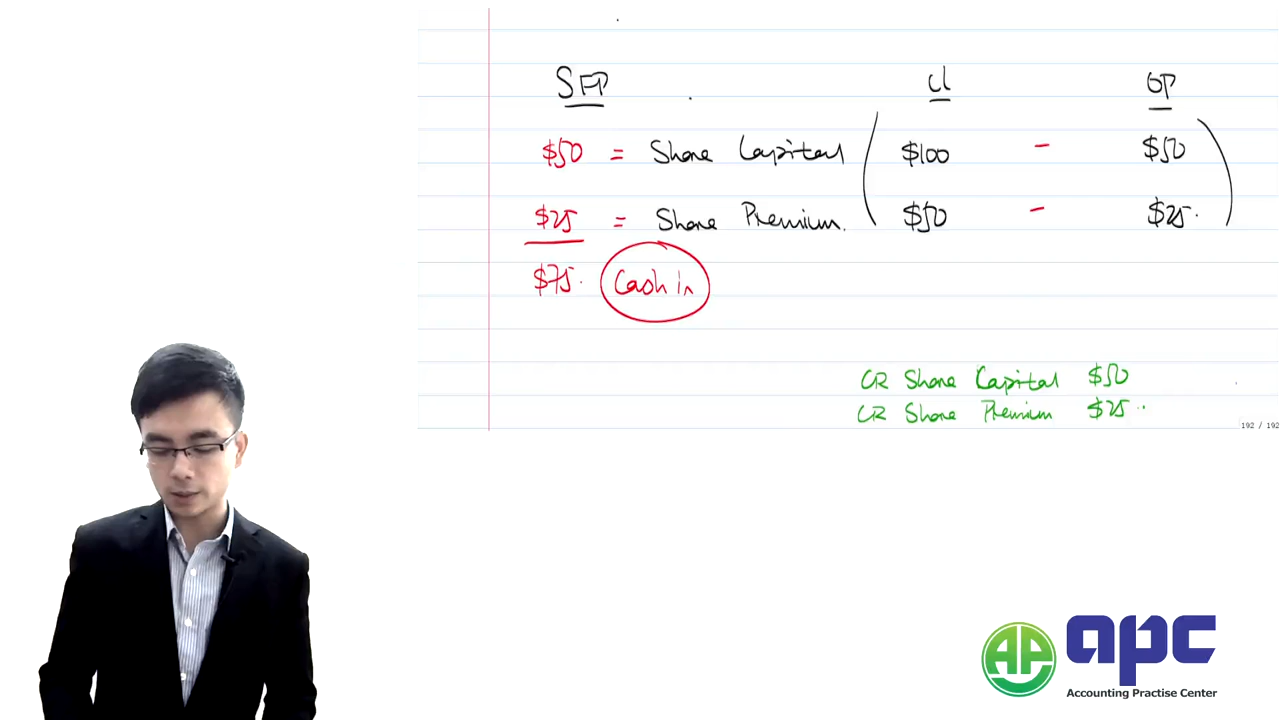 SFP CL OP
$50 = Share Capital ( $100 - $50 )
$25 = Share Premium. ( $50 - $25. )
$75. Cash in
CR Share Capital $50
CR Share Premium $25..
192 / 192
AP
apc
Accounting Practise Center